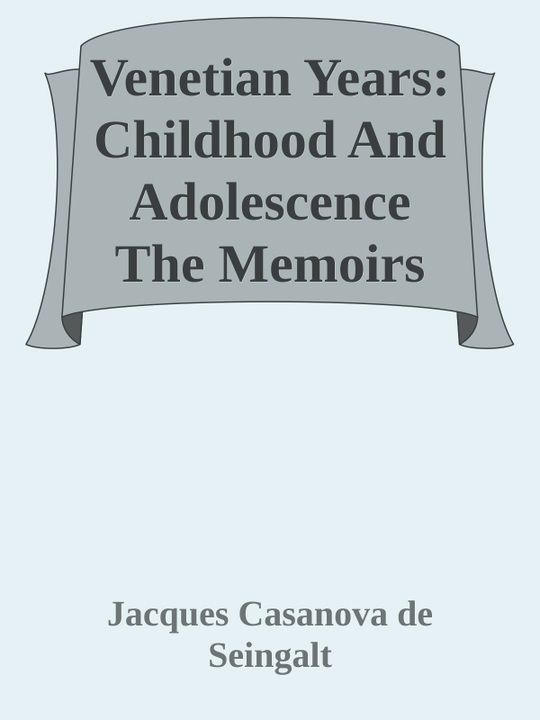 Venetian Years:
Childhood And
Adolescence
The Memoirs
Jacques Casanova de
Seingalt